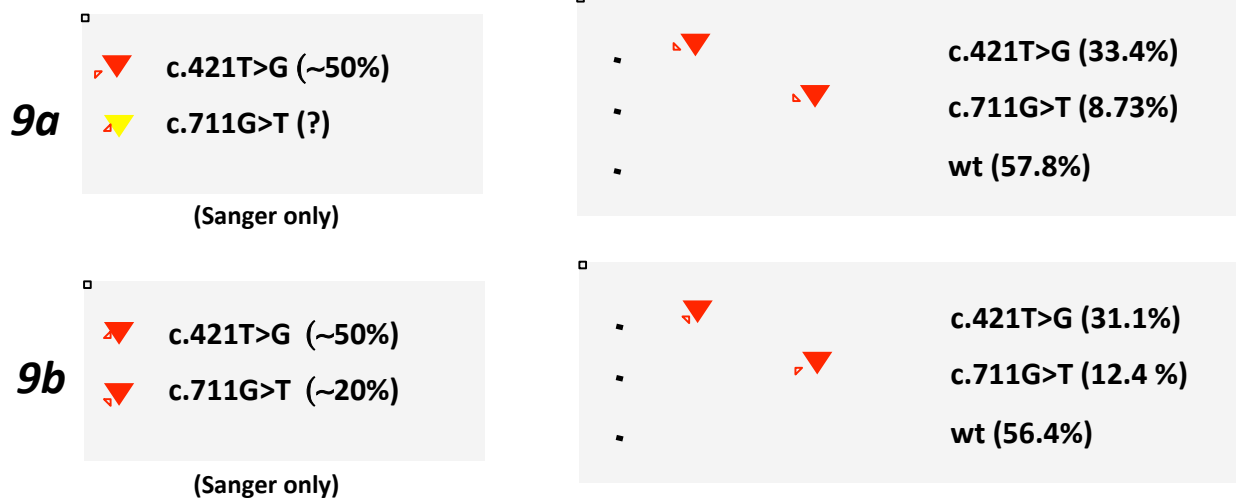 9a
c.421T>G (~50%)
c.711G>T (?)
(Sanger only)
c.421T>G (33.4%)
c.711G>T (8.73%)
wt (57.8%)
9b
c.421T>G (~50%)
c.711G>T (~20%)
(Sanger only)
c.421T>G (31.1%)
c.711G>T (12.4 %)
wt (56.4%)